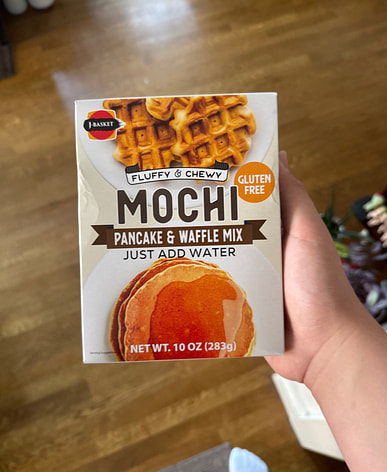 J-BASKET
FLUFFY & CHEWY
GLUTEN
FREE
MOCHI
PANCAKE & WAFFLE MIX
JUST ADD WATER
NET WT. 10 OZ (283g)